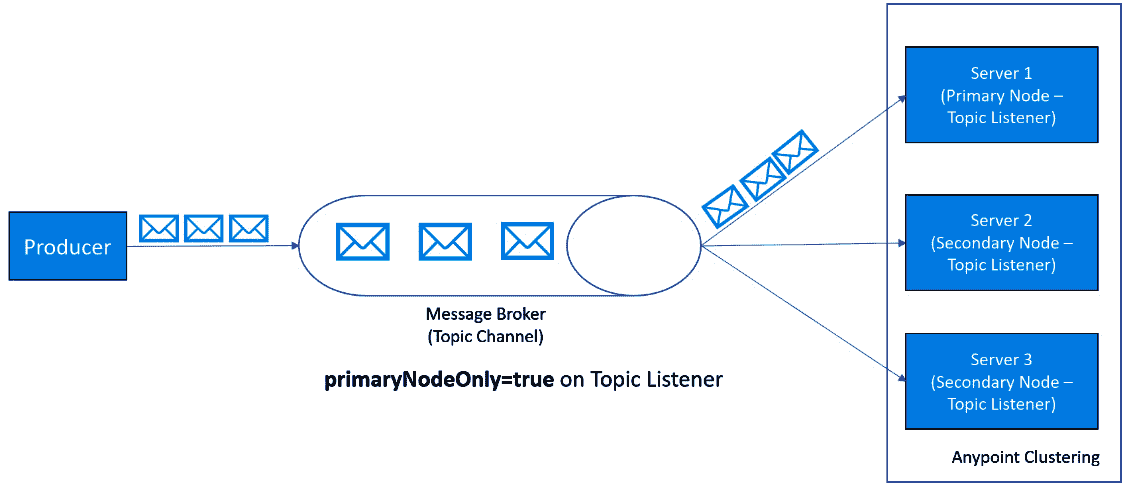 Producer
Message Broker
(Topic Channel)
primaryNodeOnly=true on Topic Listener
Server 1
(Primary Node –
Topic Listener)
Server 2
(Secondary Node –
Topic Listener)
Server 3
(Secondary Node –
Topic Listener)
Anypoint Clustering